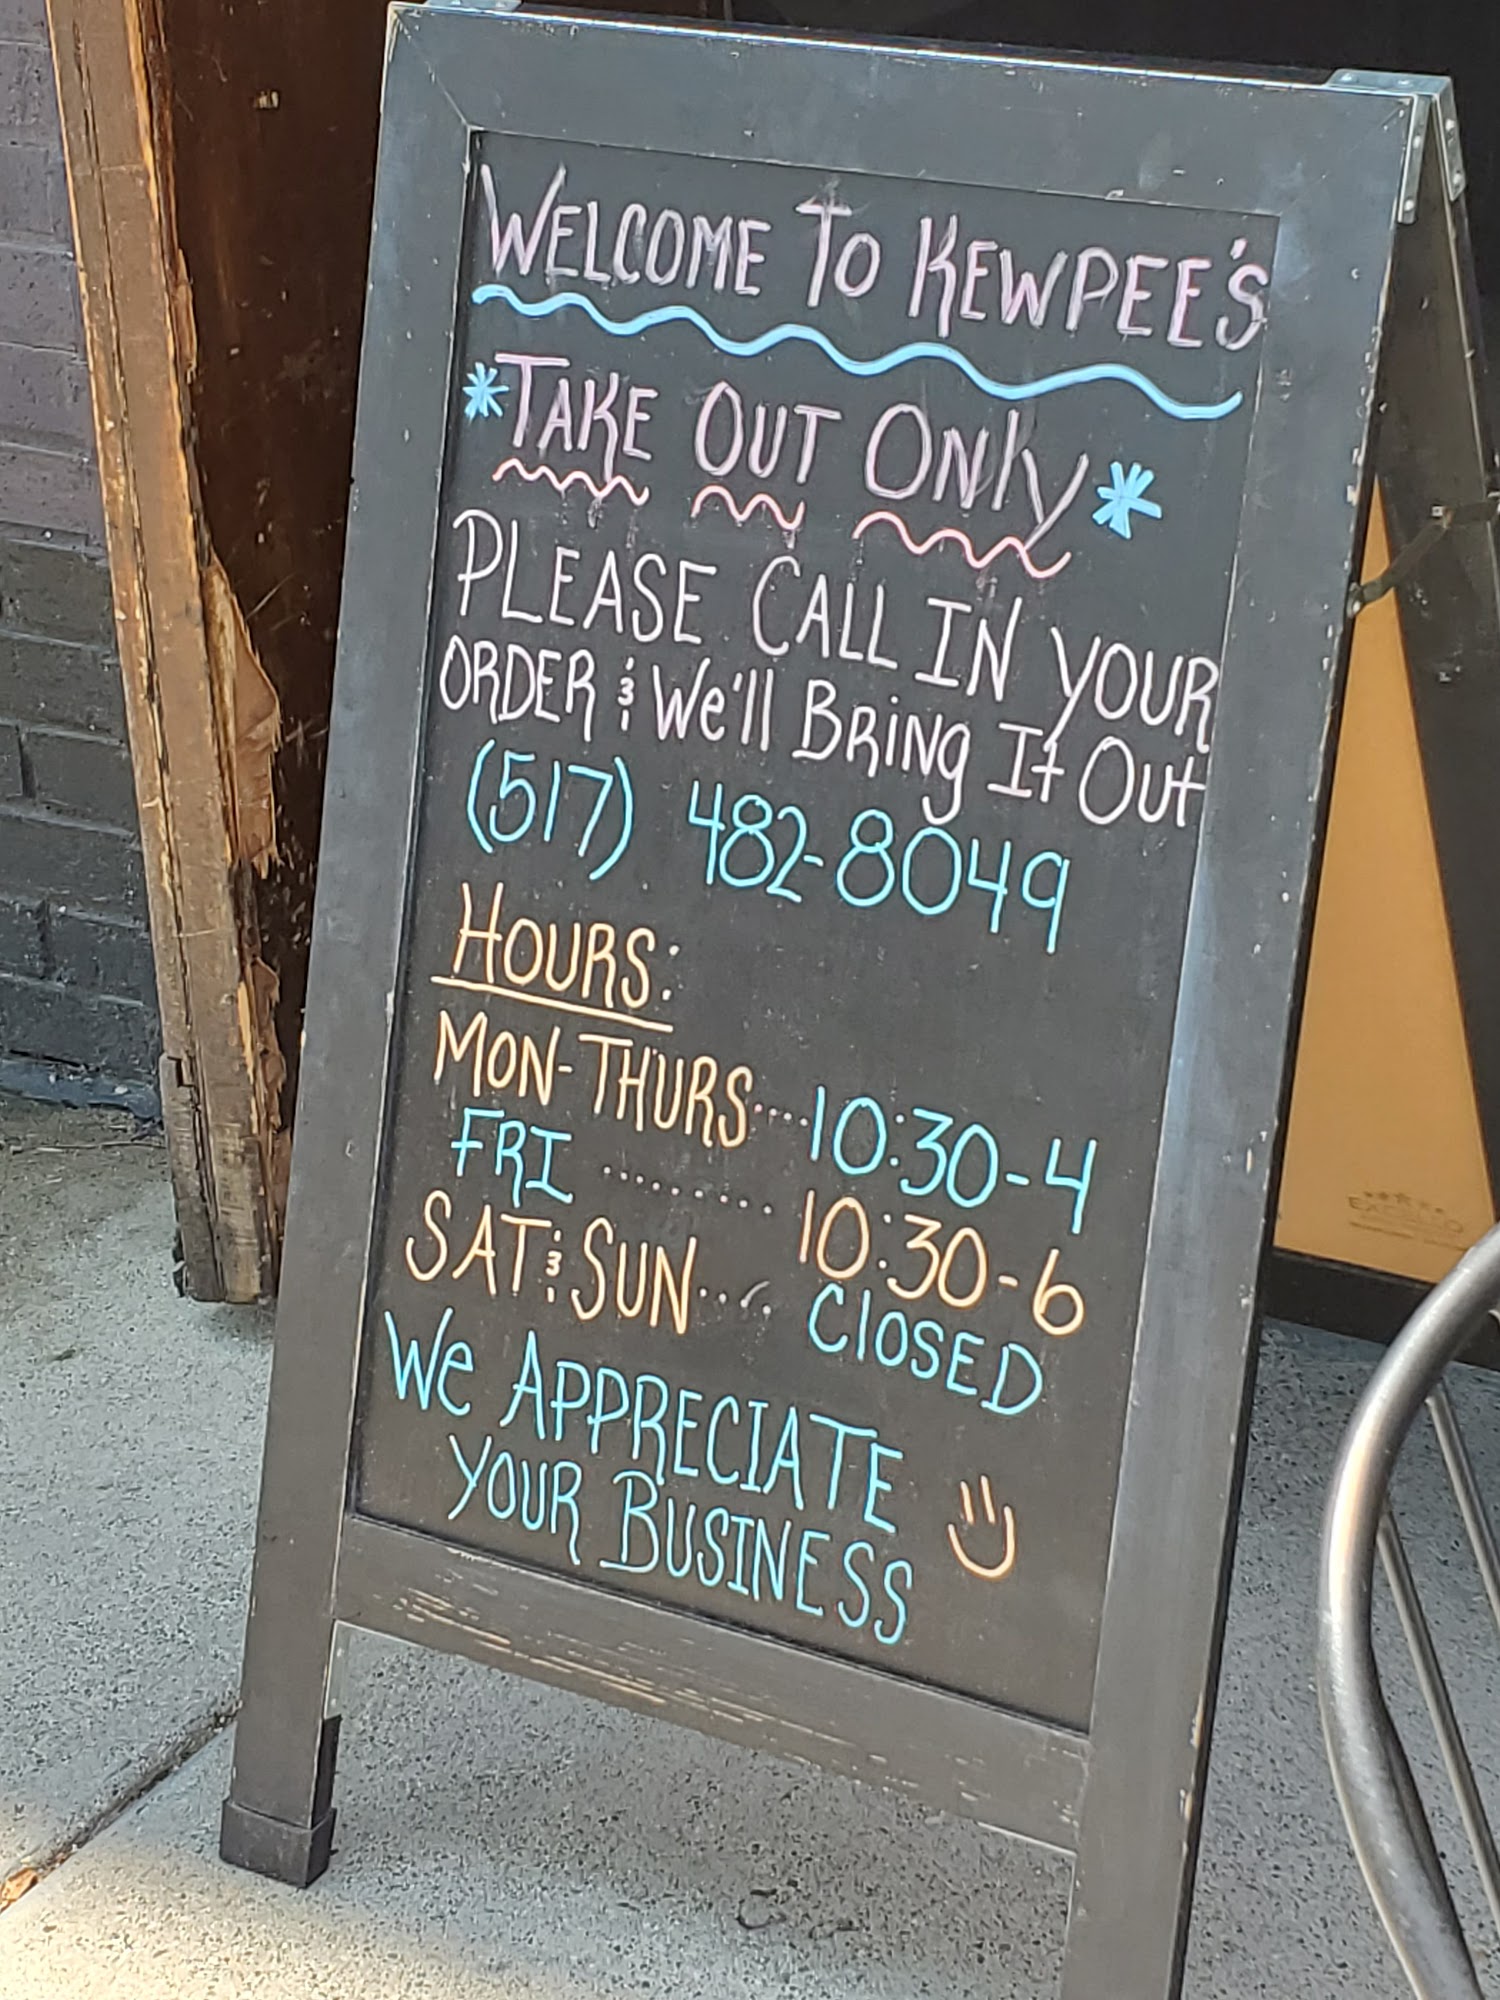 WELCOME TO KEWPEE'S
*TAKE OUT ONly*
PLEASE CALL IN YOUR
ORDER & We'll BRiNg It Out
(517) 482-8049
HOURS:
MON-THURS....10:30-4
FRI .......... 10:30-6
SAT & SUN..... ClOSED
We APPRECIATE
YOUR BUSINESS
EXCELLO